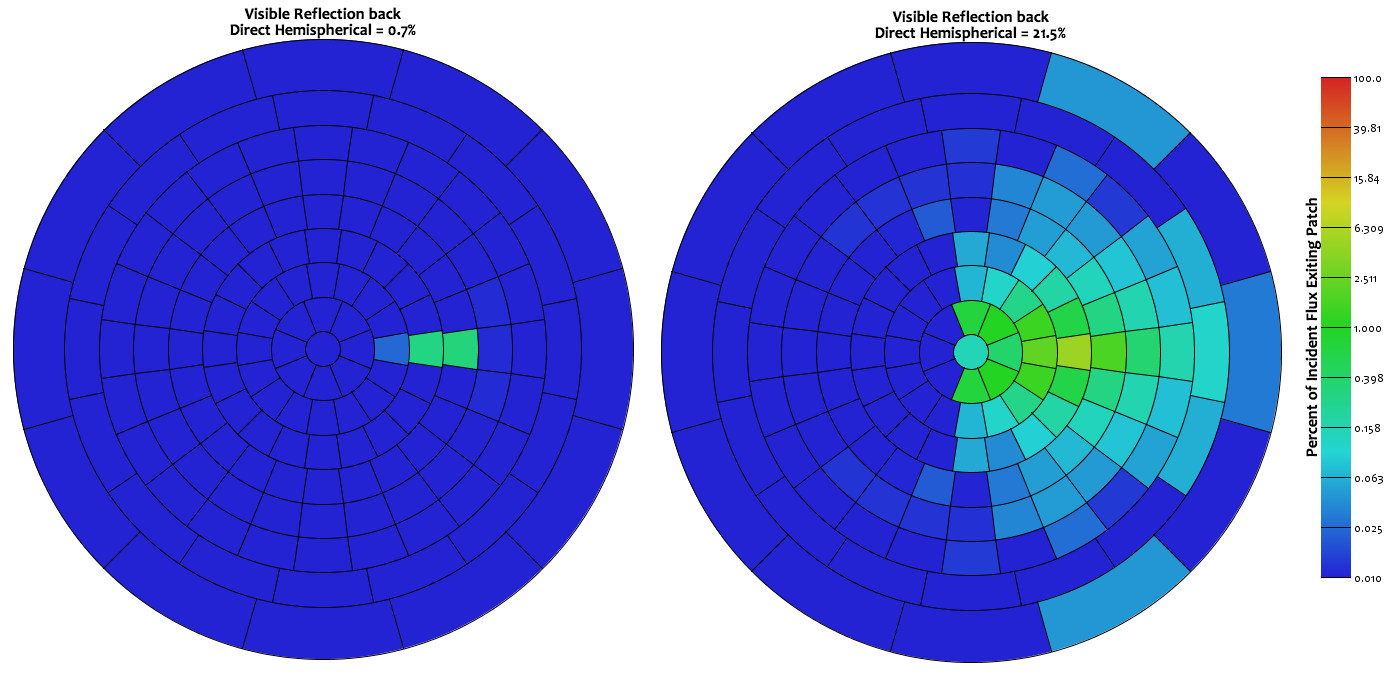 Visible Reflection back
Direct Hemispherical = 0.7%
Visible Reflection back
Direct Hemispherical = 21.5%
Percent of Incident Flux Exiting Patch
100.0
39.81
15.84
6.309
2.511
1.000
0.398
0.158
0.063
0.025
0.010